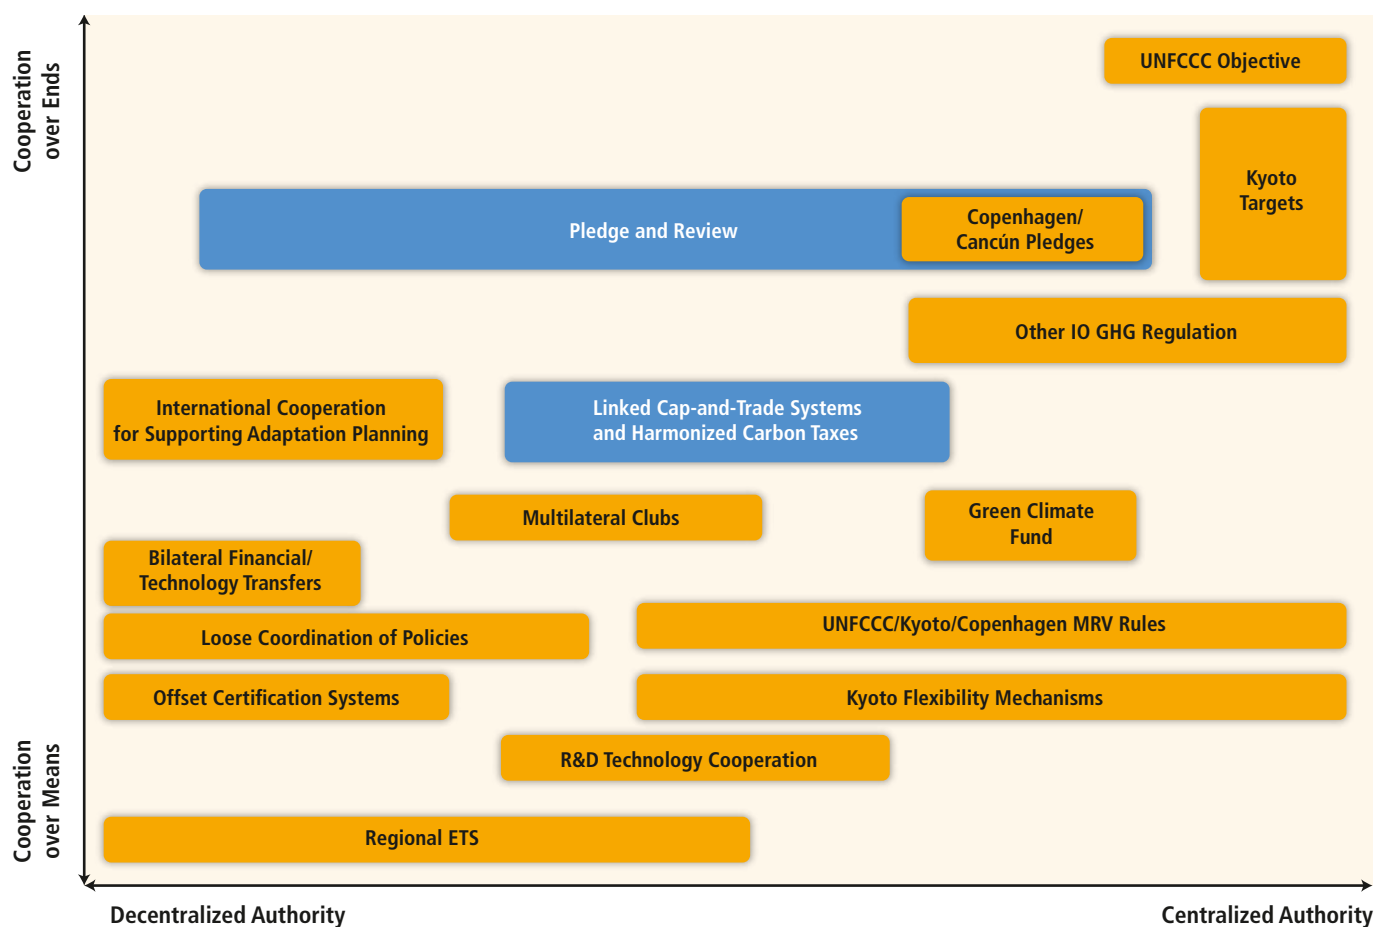 Cooperation
over Ends
UNFCCC Objective
Kyoto
Targets
Pledge and Review
Copenhagen/
Cancún Pledges
Other IO GHG Regulation
International Cooperation
for Supporting Adaptation Planning
Linked Cap-and-Trade Systems
and Harmonized Carbon Taxes
Multilateral Clubs
Green Climate
Fund
Bilateral Financial/
Technology Transfers
Loose Coordination of Policies
UNFCCC/Kyoto/Copenhagen MRV Rules
Offset Certification Systems
Kyoto Flexibility Mechanisms
R&D Technology Cooperation
Cooperation
over Means
Regional ETS
Decentralized Authority
Centralized Authority